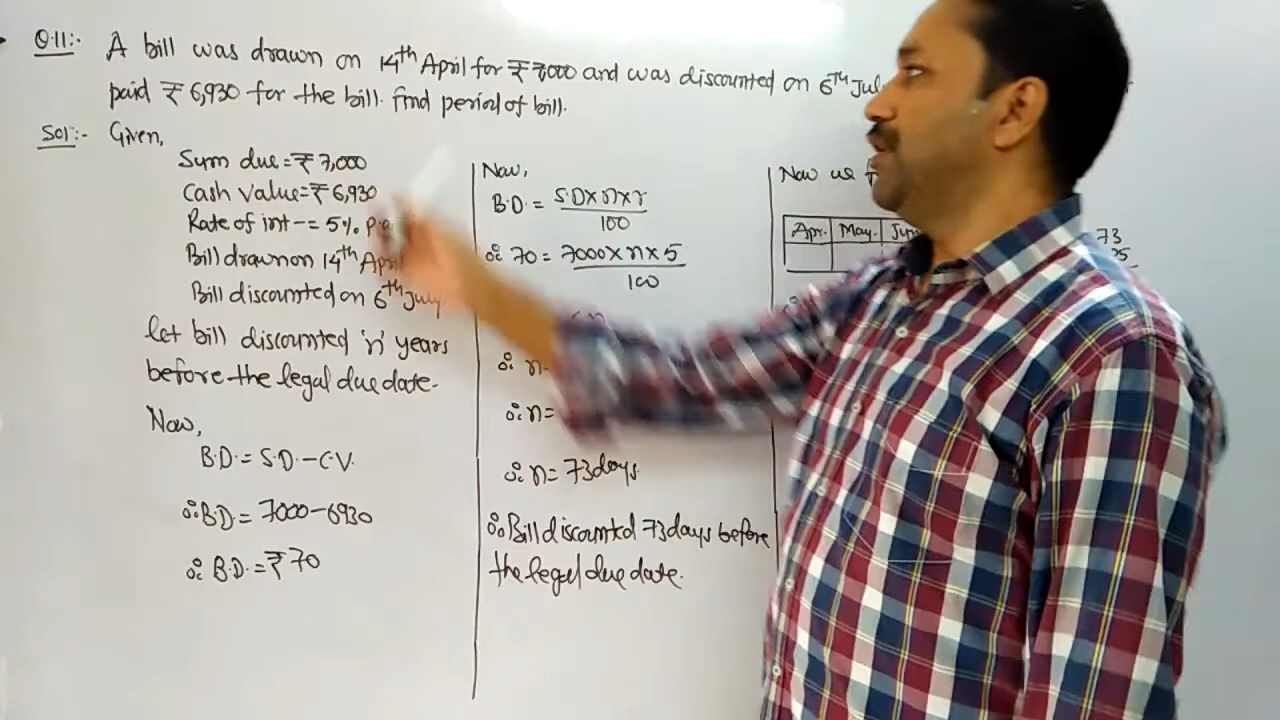 Q.11:- A bill was drawn on 14th April for ₹ 7000 and was discounted on 6TH July
paid ₹ 6,930 for the bill. find period of bill.
Sol:- Given,
Sum due = ₹ 7,000
Cash value = ₹ 6,930
Rate of int -= 5% p.a
Bill drawn on 14th April
Bill discounted on 6th July
let bill discounted 'n' years
before the legal due date.
Now,
B.D. = S.D. - C.V.
∴ B.D. = 7000 - 6930
∴ B.D. = ₹ 70
Now,
B.D. = S.D × n × r
100
∴ 70 = 7000 × n × 5
100
∴ n
∴ n =
∴ n = 73 days
∴ Bill discounted 73 days before
the legal due date.
Now we
Apr. May. Jun
73